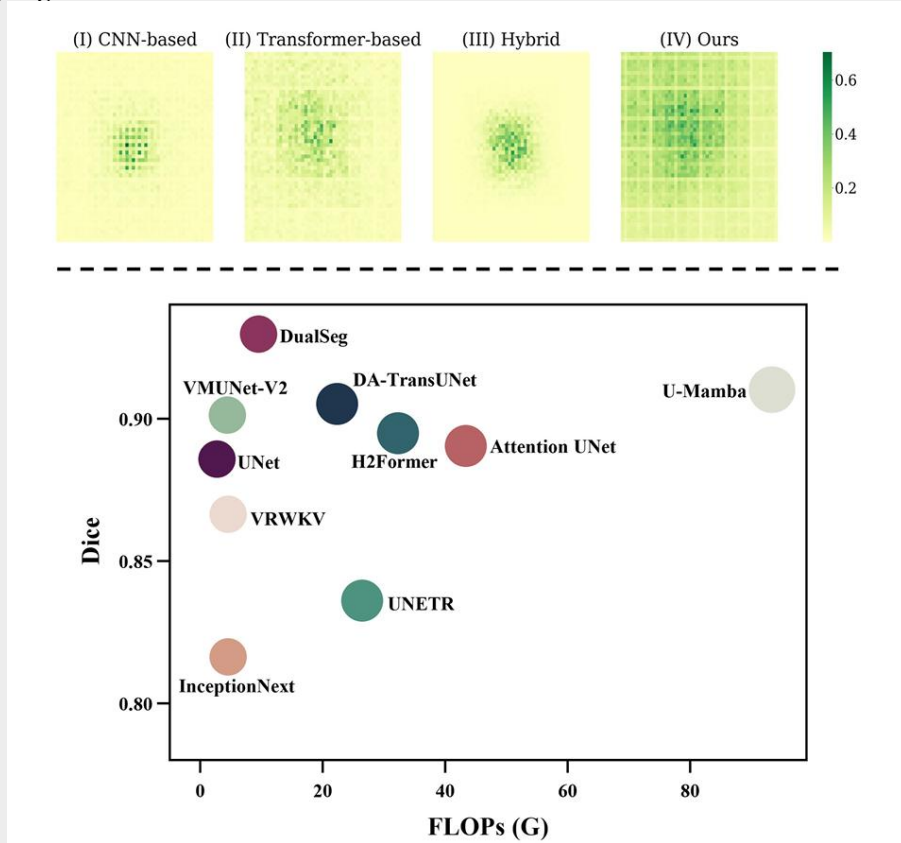 (I) CNN-based (II) Transformer-based (III) Hybrid (IV) Ours
0.6
0.4
0.2
DualSeg
DA-TransUNet
VMUNet-V2
U-Mamba
0.90
Attention UNet
H2Former
UNet
VRWKV
Dice
0.85
UNETR
InceptionNext
0.80
0 20 40 60 80
FLOPs (G)